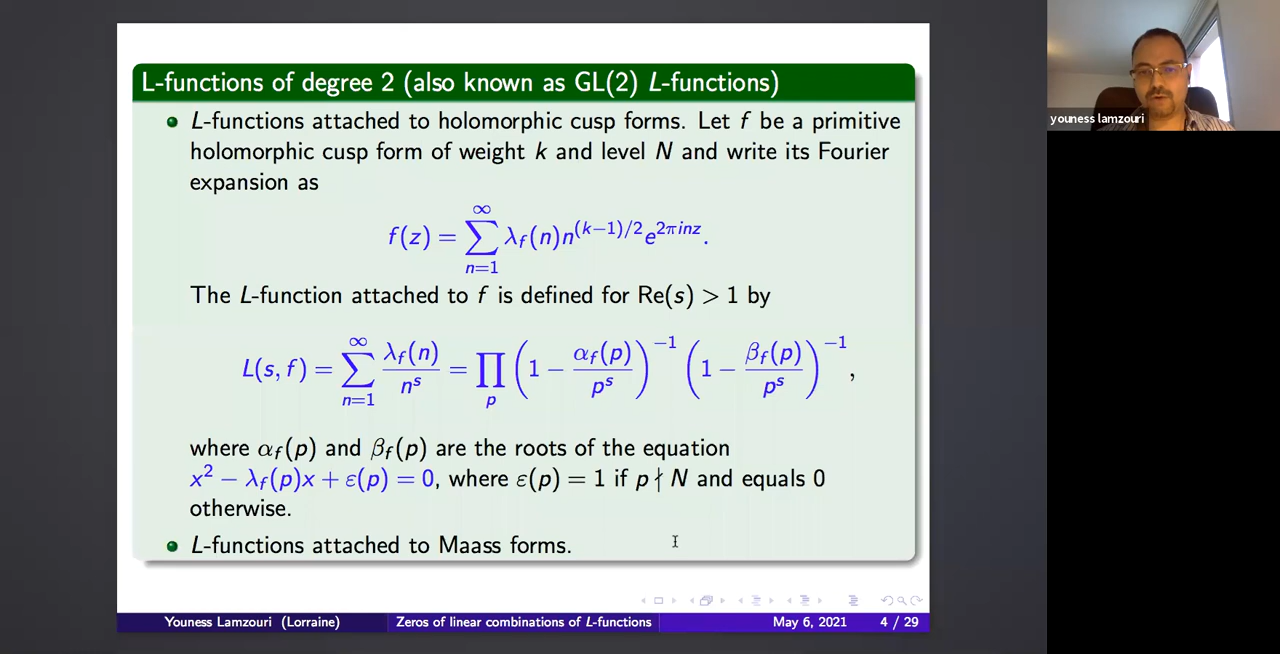 L-functions of degree 2 (also known as GL(2) L-functions)
L-functions attached to holomorphic cusp forms. Let f be a primitive
holomorphic cusp form of weight k and level N and write its Fourier
expansion as
f(z) = ∑_{n=1}^{∞} λ_f(n)n^{(k−1)/2}e^{2πinz}.
The L-function attached to f is defined for Re(s) > 1 by
L(s, f) = ∑_{n=1}^{∞} λ_f(n)/n^s = ∏_p (1 − α_f(p)/p^s)^{−1} (1 − β_f(p)/p^s)^{−1},
where α_f(p) and β_f(p) are the roots of the equation
x² − λ_f(p)x + ε(p) = 0, where ε(p) = 1 if p ∤ N and equals 0
otherwise.
L-functions attached to Maass forms.
Youness Lamzouri (Lorraine) Zeros of linear combinations of L-functions May 6, 2021 4 / 29
youness lamzouri